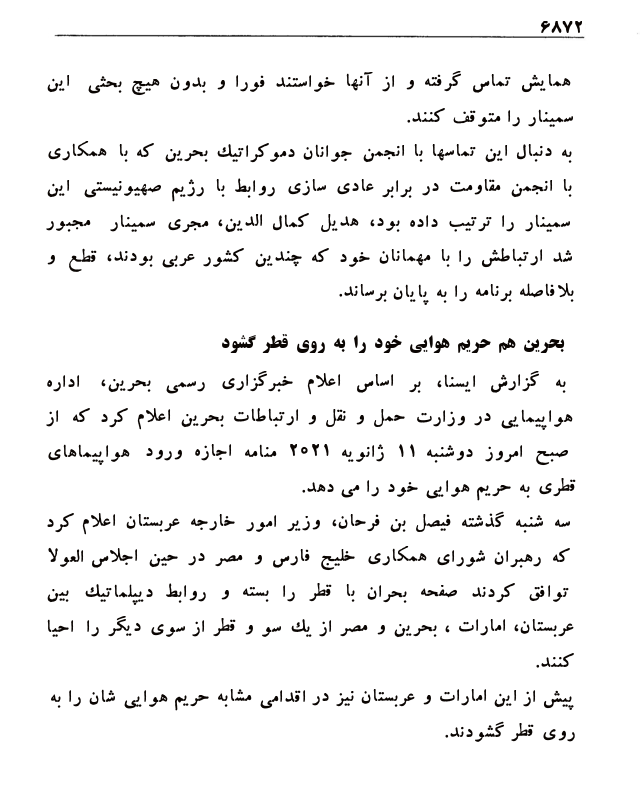 ۶۸۷۲
همایش تماس گرفته و از آنها خواستند فورا و بدون هیچ بحثی این
سمینار را متوقف کنند.
به دنبال این تماسها با انجمن جوانان دموکراتیك بحرین که با همکاری
با انجمن مقاومت در برابر عادی سازی روابط با رژیم صهیونیستی این
سمینار را ترتیب داده بود، هدیل کمال الدین، مجری سمینار مجبور
شد ارتباطش را با مهمانان خود که چندین کشور عربی بودند، قطع و
بلافاصله برنامه را به پایان برساند.
بحرین هم حریم هوایی خود را به روی قطر گشود
به گزارش ایسنا، بر اساس اعلام خبرگزاری رسمی بحرین، اداره
هواپیمایی در وزارت حمل و نقل و ارتباطات بحرین اعلام کرد که از
صبح امروز دوشنبه ۱۱ ژانویه ۲۰۲۱ منامه اجازه ورود هواپیماهای
قطری به حریم هوایی خود را می دهد.
سه شنبه گذشته فیصل بن فرحان، وزیر امور خارجه عربستان اعلام کرد
که رهبران شورای همکاری خلیج فارس و مصر در حین اجلاس العولا
توافق کردند صفحه بحران با قطر را بسته و روابط دیپلماتیك بین
عربستان، امارات ، بحرین و مصر از یك سو و قطر از سوی دیگر را احیا
کنند.
پیش از این امارات و عربستان نیز در اقدامی مشابه حریم هوایی شان را به
روی قطر گشودند.